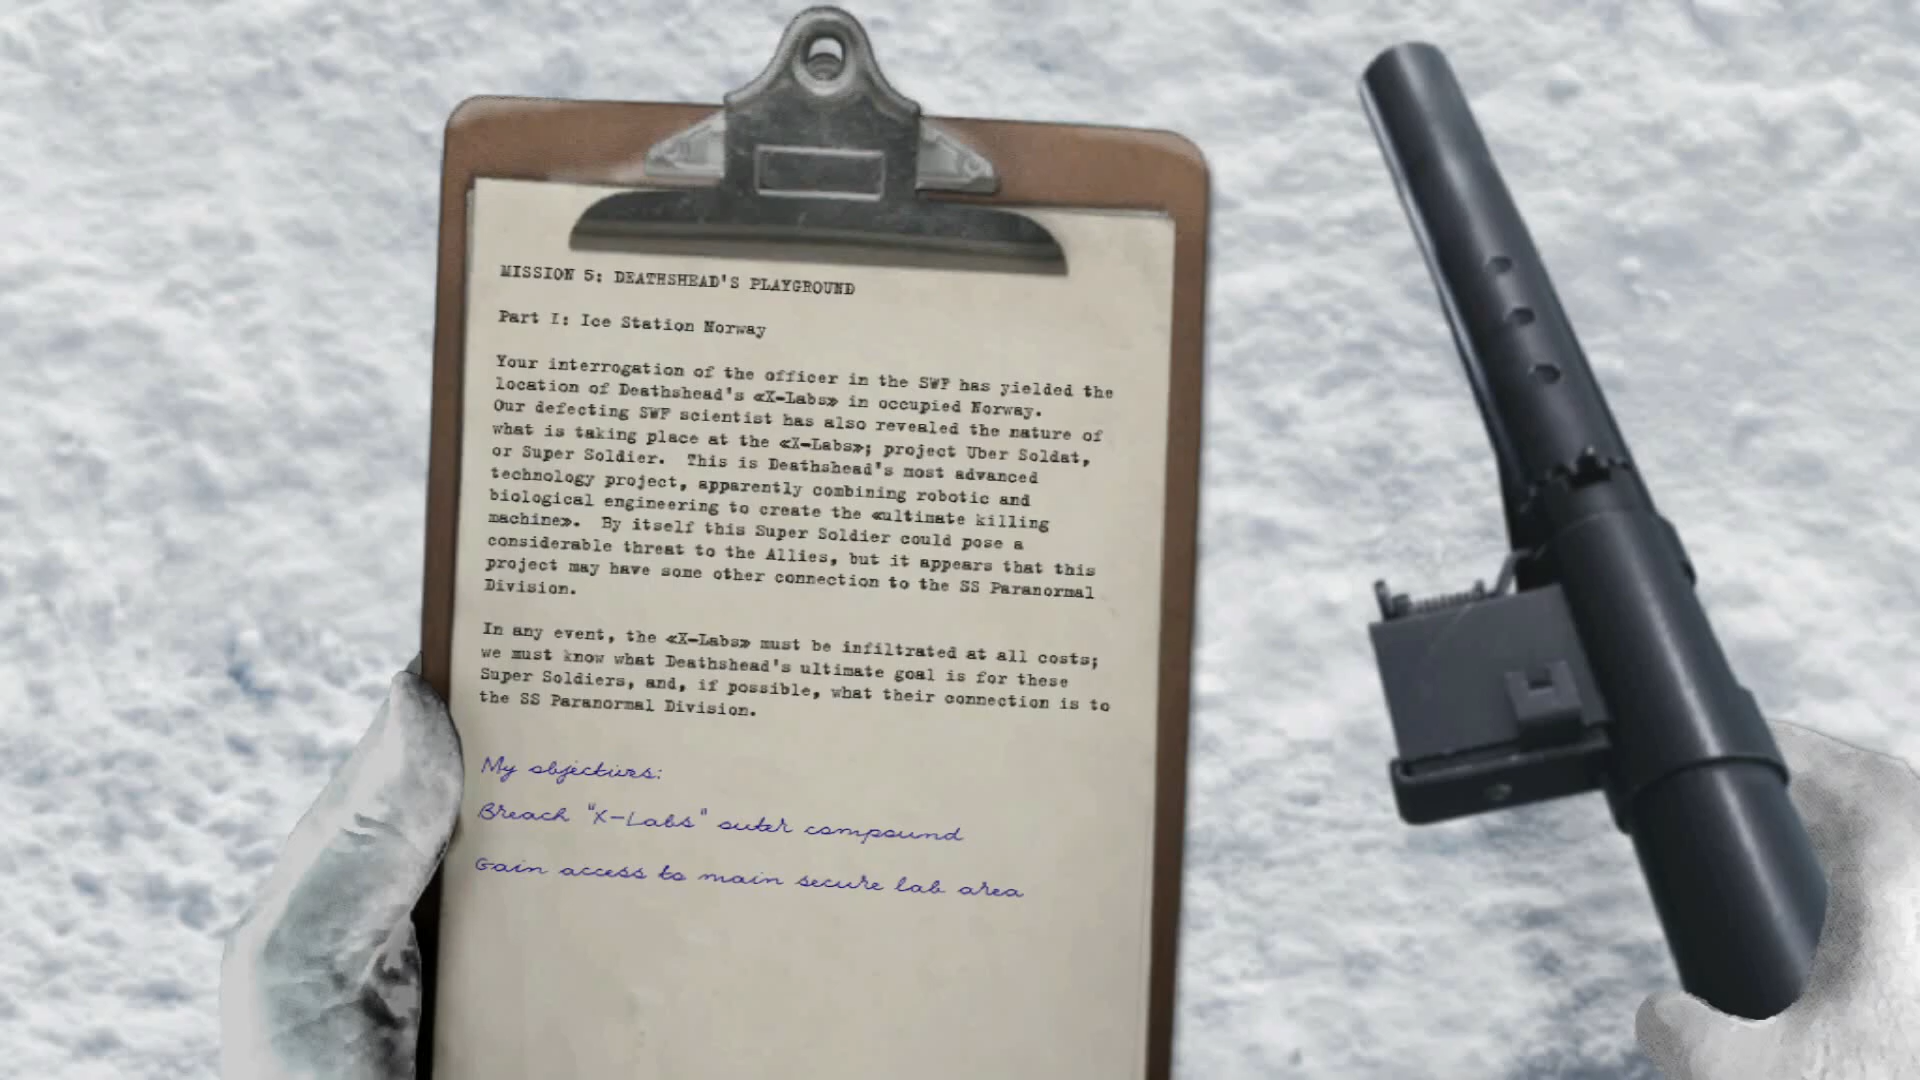 MISSION 5: DEATHSHEAD'S PLAYGROUND
Part I: Ice Station Norway
Your interrogation of the officer in the SWF has yielded the
location of Deathshead's «X-Labs» in occupied Norway.
Our defecting SWF scientist has also revealed the nature of
what is taking place at the «X-Labs»; project Uber Soldat,
or Super Soldier. This is Deathshead's most advanced
technology project, apparently combining robotic and
biological engineering to create the «ultimate killing
machine». By itself this Super Soldier could pose a
considerable threat to the Allies, but it appears that this
project may have some other connection to the SS Paranormal
Division.
In any event, the «X-Labs» must be infiltrated at all costs;
we must know what Deathshead's ultimate goal is for these
Super Soldiers, and, if possible, what their connection is to
the SS Paranormal Division.
My objectives:
Breach "X-Labs" outer compound
Gain access to main secure lab area